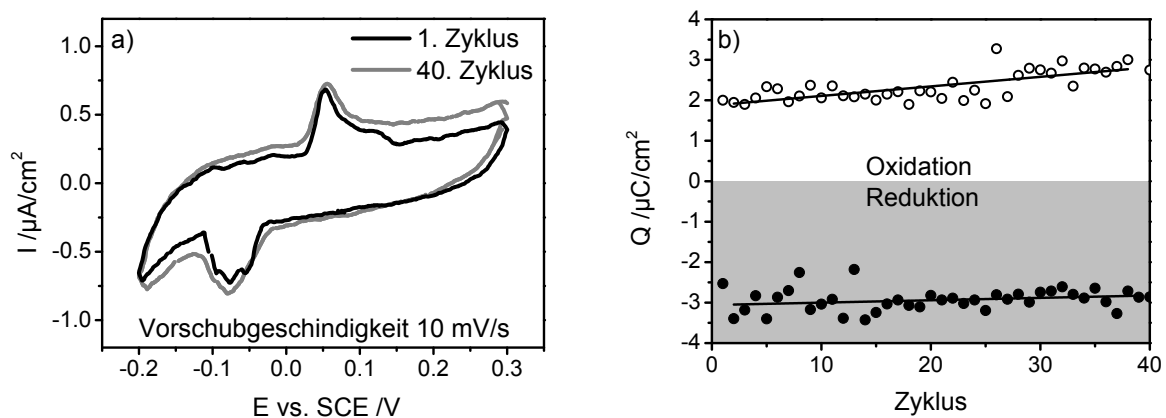 a)
1. Zyklus
40. Zyklus
1.0
0.5
0.0
-0.5
-1.0
I /µA/cm²
Vorschubgeschindigkeit 10 mV/s
-0.2 -0.1 0.0 0.1 0.2 0.3
E vs. SCE /V
b)
4
3
2
1
0
-1
-2
-3
-4
Q /µC/cm²
Oxidation
Reduktion
0 10 20 30 40
Zyklus